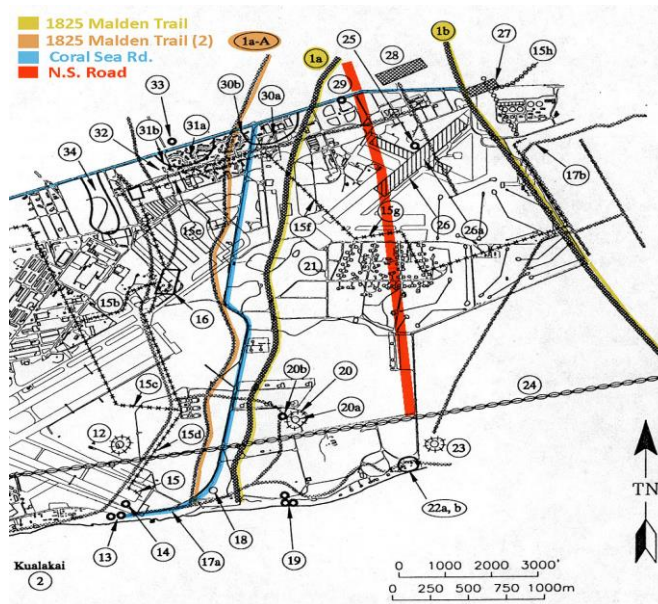 1825 Malden Trail
1825 Malden Trail (2)
Coral Sea Rd.
N.S. Road
1a-A
1a
25
28
1b
27
15h
33
30b
30a
29
31b
31a
32
34
17b
15e
15f
15g
26
26a
21
15b
16
15c
20b
20
24
20a
12
15d
23
15
TN
14
18
22a, b
13
17a
19
Kualakai
2
0 1000 2000 3000'
0 250 500 750 1000m